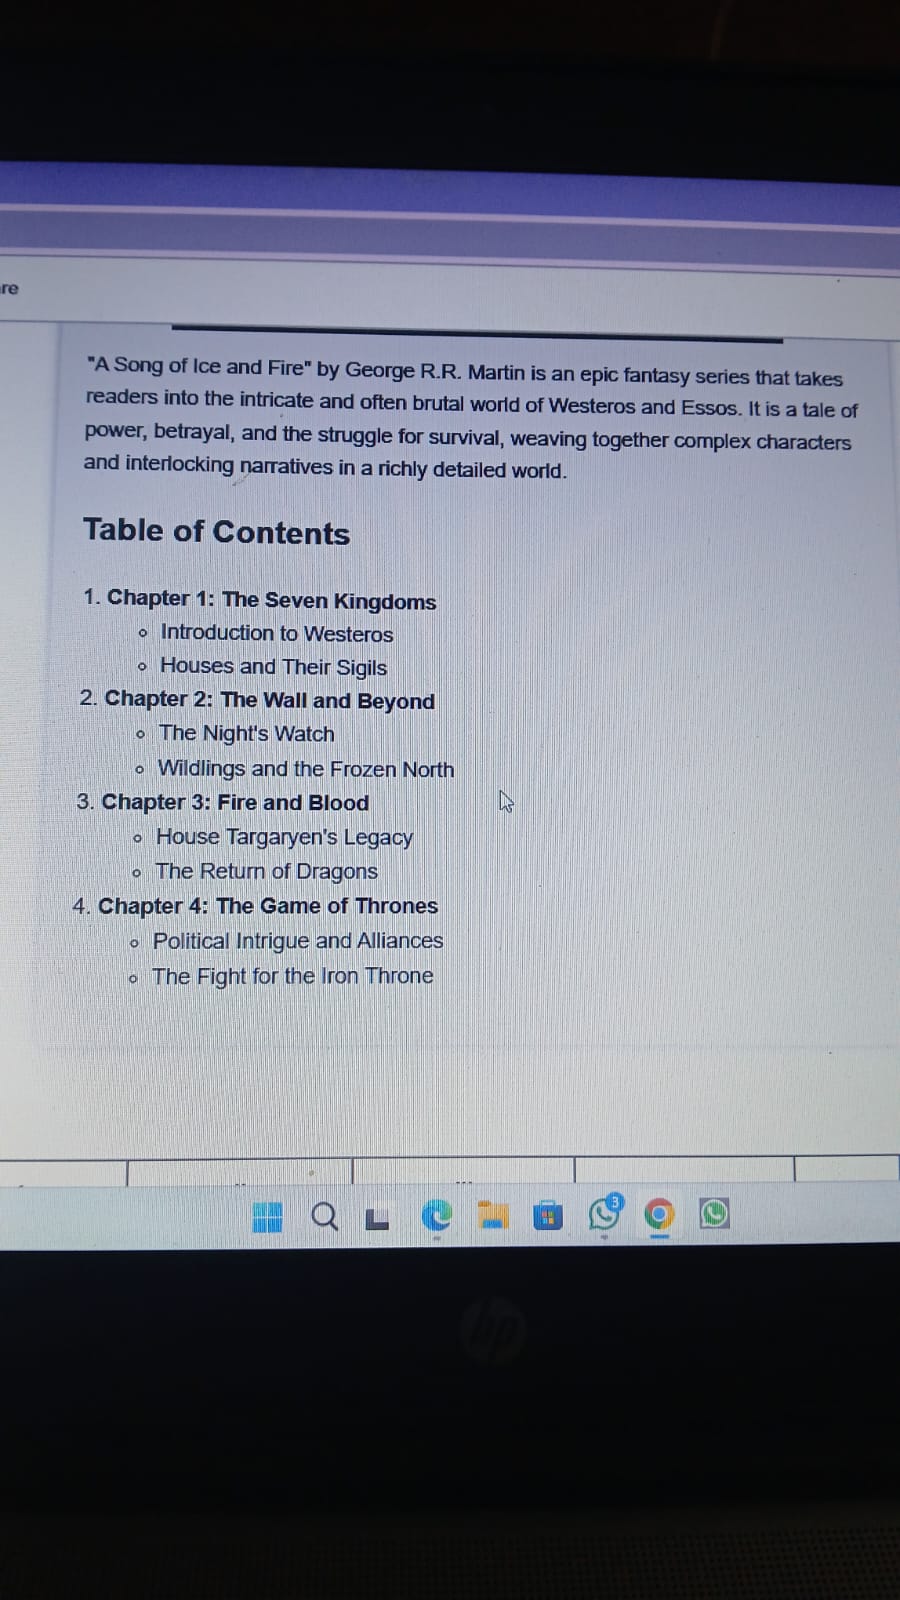 "A Song of Ice and Fire" by George R.R. Martin is an epic fantasy series that takes
readers into the intricate and often brutal world of Westeros and Essos. It is a tale of
power, betrayal, and the struggle for survival, weaving together complex characters
and interlocking narratives in a richly detailed world.
Table of Contents
1. Chapter 1: The Seven Kingdoms
Introduction to Westeros
Houses and Their Sigils
2. Chapter 2: The Wall and Beyond
The Night's Watch
Wildlings and the Frozen North
3. Chapter 3: Fire and Blood
House Targaryen's Legacy
The Return of Dragons
4. Chapter 4: The Game of Thrones
Political Intrigue and Alliances
The Fight for the Iron Throne
3
hp